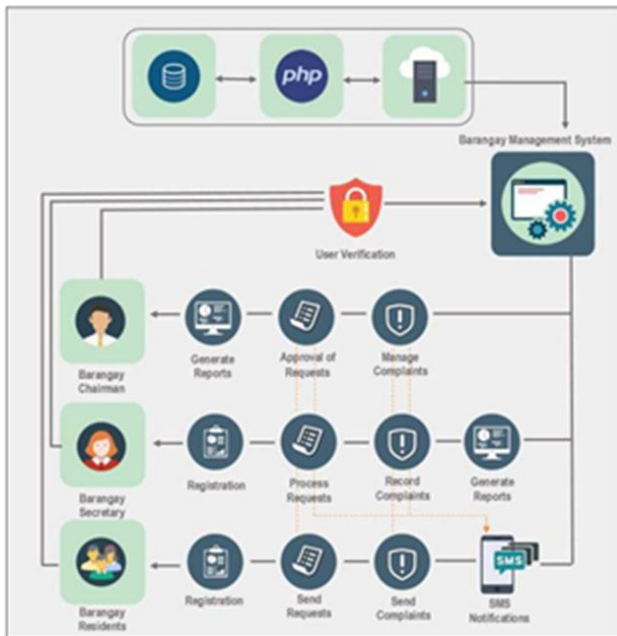 php
Barangay Management System
User Verification
Generate
Reports
Approval of
Requests
Manage
Complaints
Barangay
Chairman
Registration
Process
Requests
Record
Complaints
Generate
Reports
Barangay
Secretary
SMS
Registration
Send
Requests
Send
Complaints
SMS
Notifications
Barangay
Residents